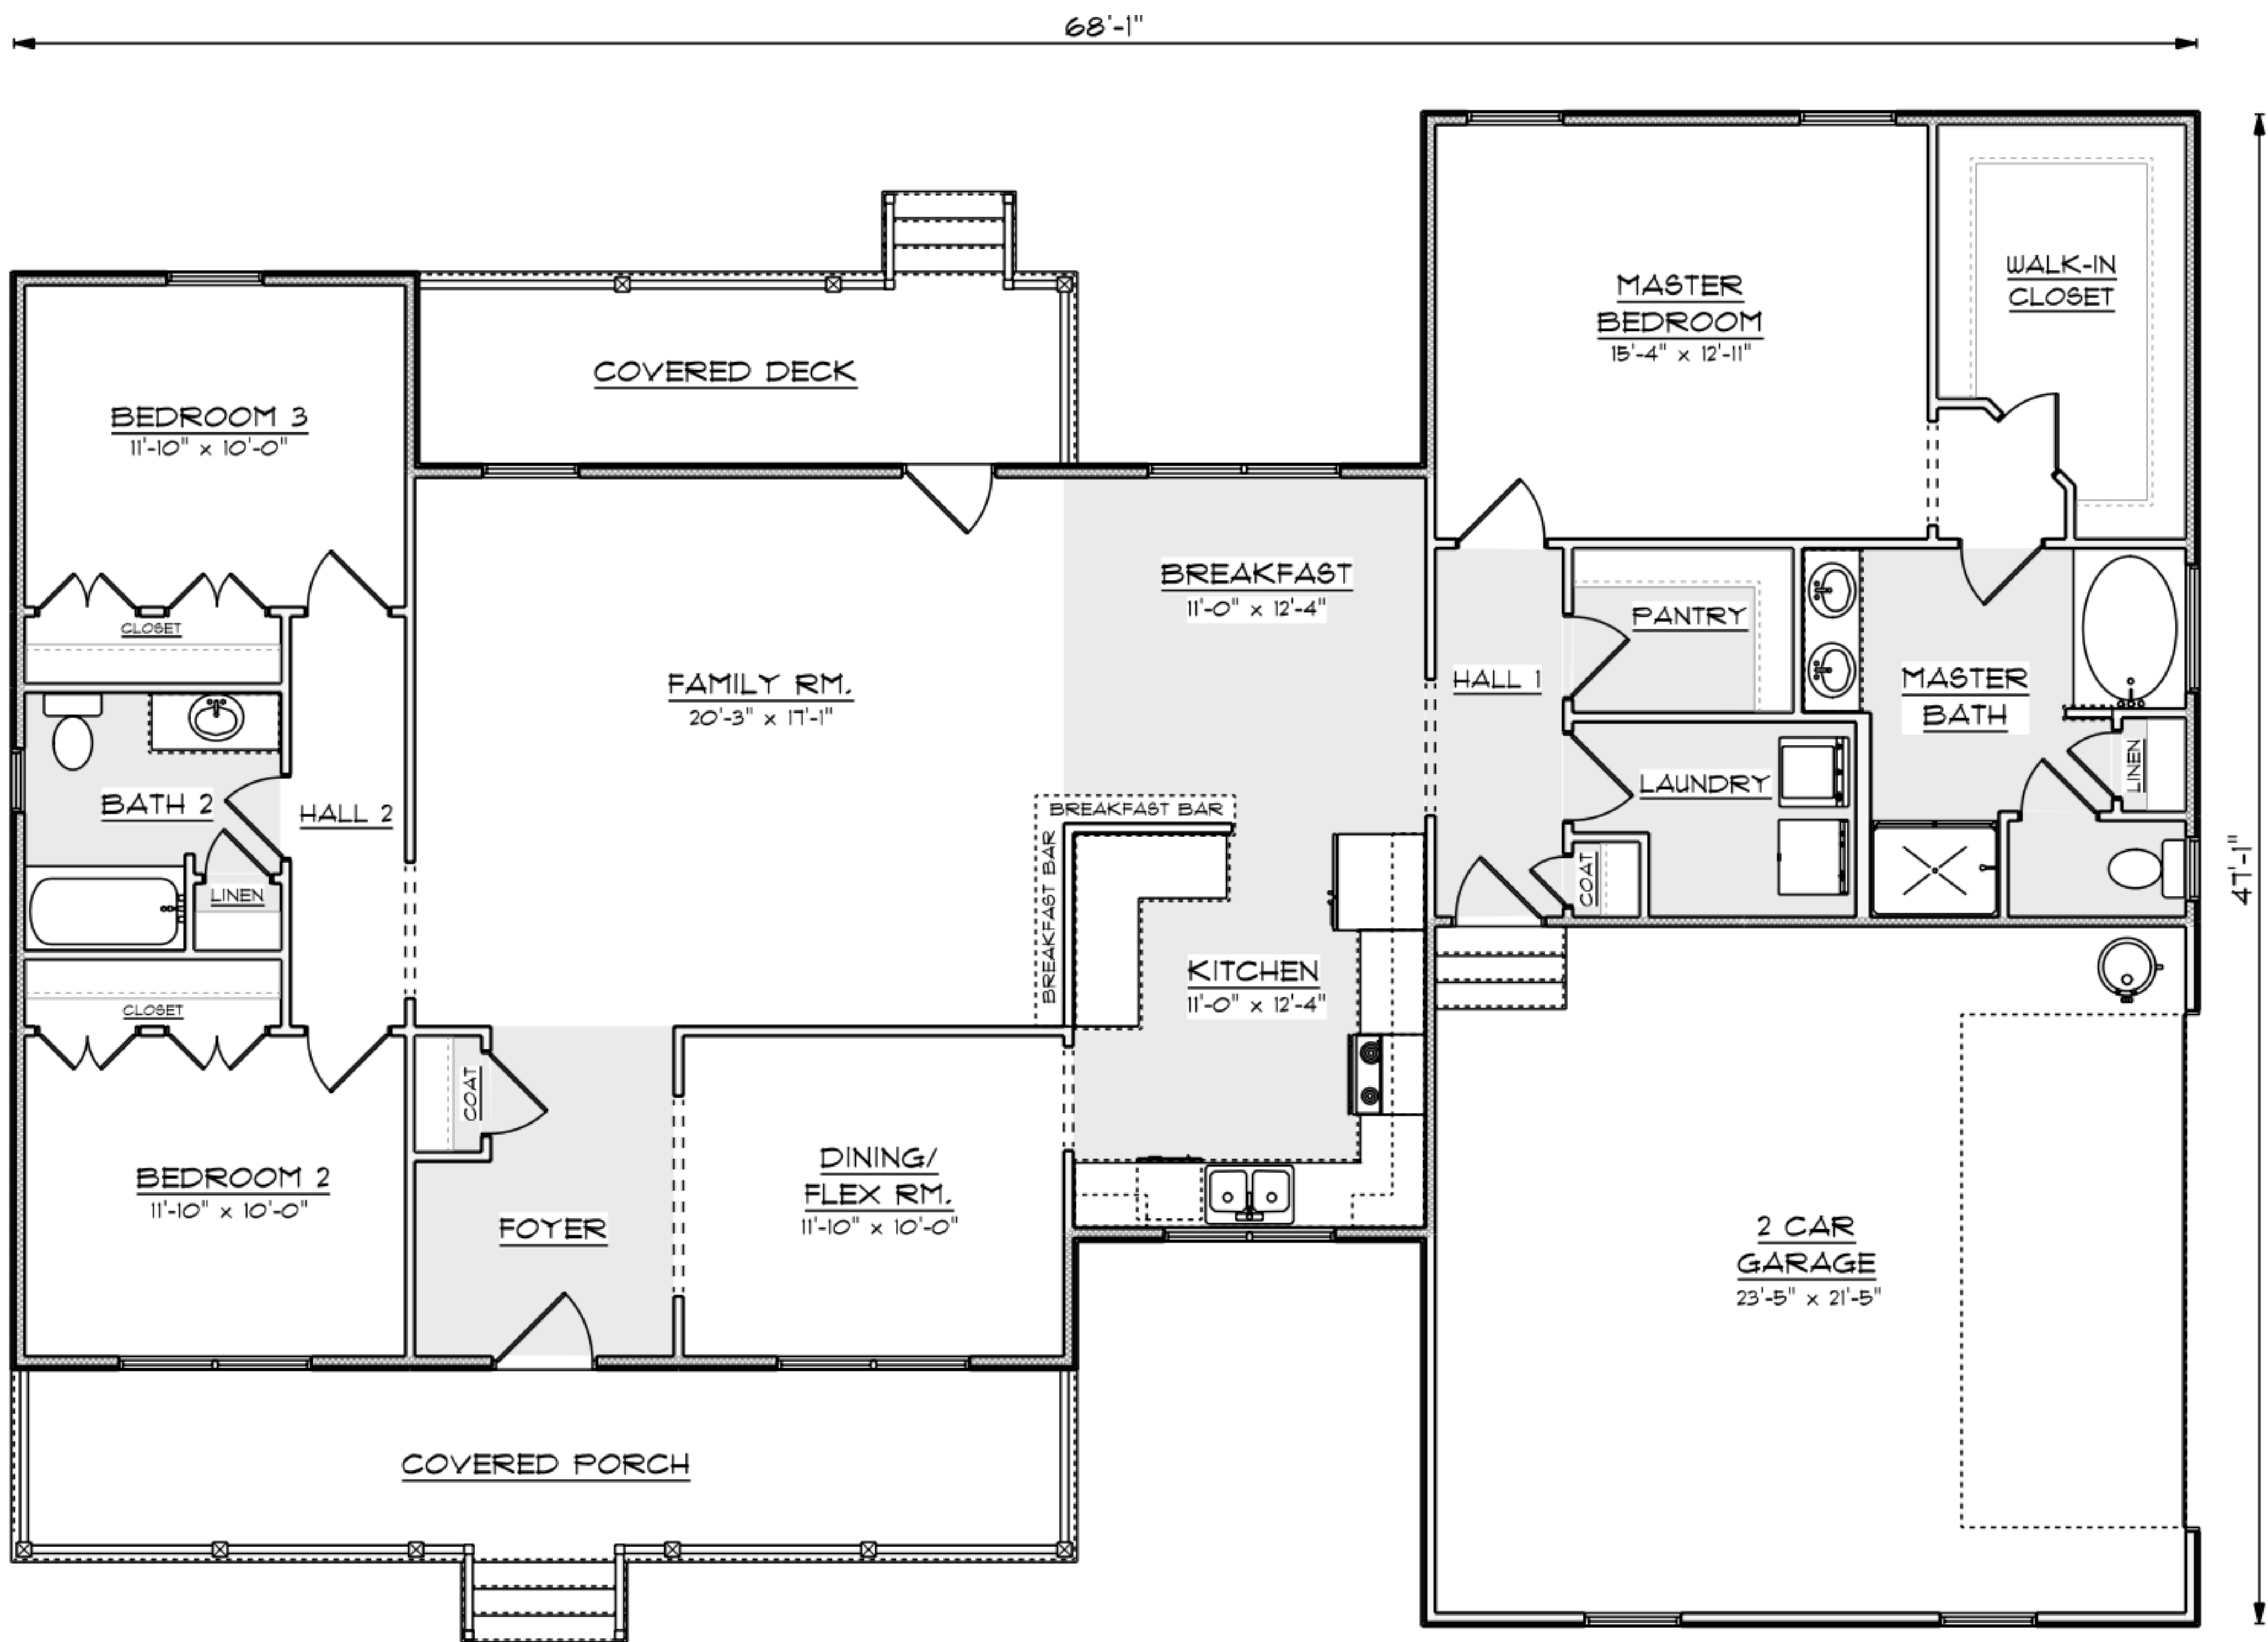 68'-1"
WALK-IN
CLOSET
MASTER
BEDROOM
15'-4" x 12'-11"
COVERED DECK
BEDROOM 3
11'-10" x 10'-0"
BREAKFAST
11'-0" x 12'-4"
PANTRY
CLOSET
FAMILY RM.
20'-3" x 17'-1"
HALL 1
MASTER
BATH
LINEN
LAUNDRY
BATH 2
HALL 2
BREAKFAST BAR
BREAKFAST BAR
COAT
47'-1"
LINEN
KITCHEN
11'-0" x 12'-4"
CLOSET
COAT
BEDROOM 2
11'-10" x 10'-0"
DINING/
FLEX RM.
11'-10" x 10'-0"
FOYER
2 CAR
GARAGE
23'-5" x 21'-5"
COVERED PORCH